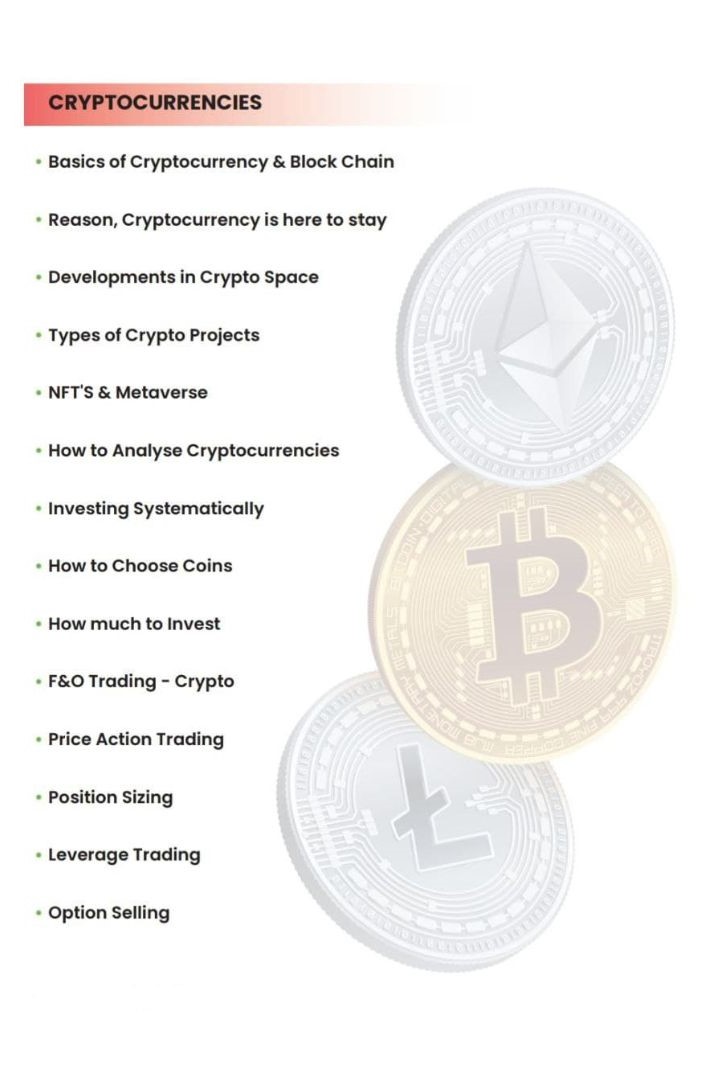 CRYPTOCURRENCIES
• Basics of Cryptocurrency & Block Chain
• Reason, Cryptocurrency is here to stay
• Developments in Crypto Space
• Types of Crypto Projects
• NFT'S & Metaverse
• How to Analyse Cryptocurrencies
• Investing Systematically
• How to Choose Coins
• How much to Invest
• F&O Trading - Crypto
• Price Action Trading
• Position Sizing
• Leverage Trading
• Option Selling